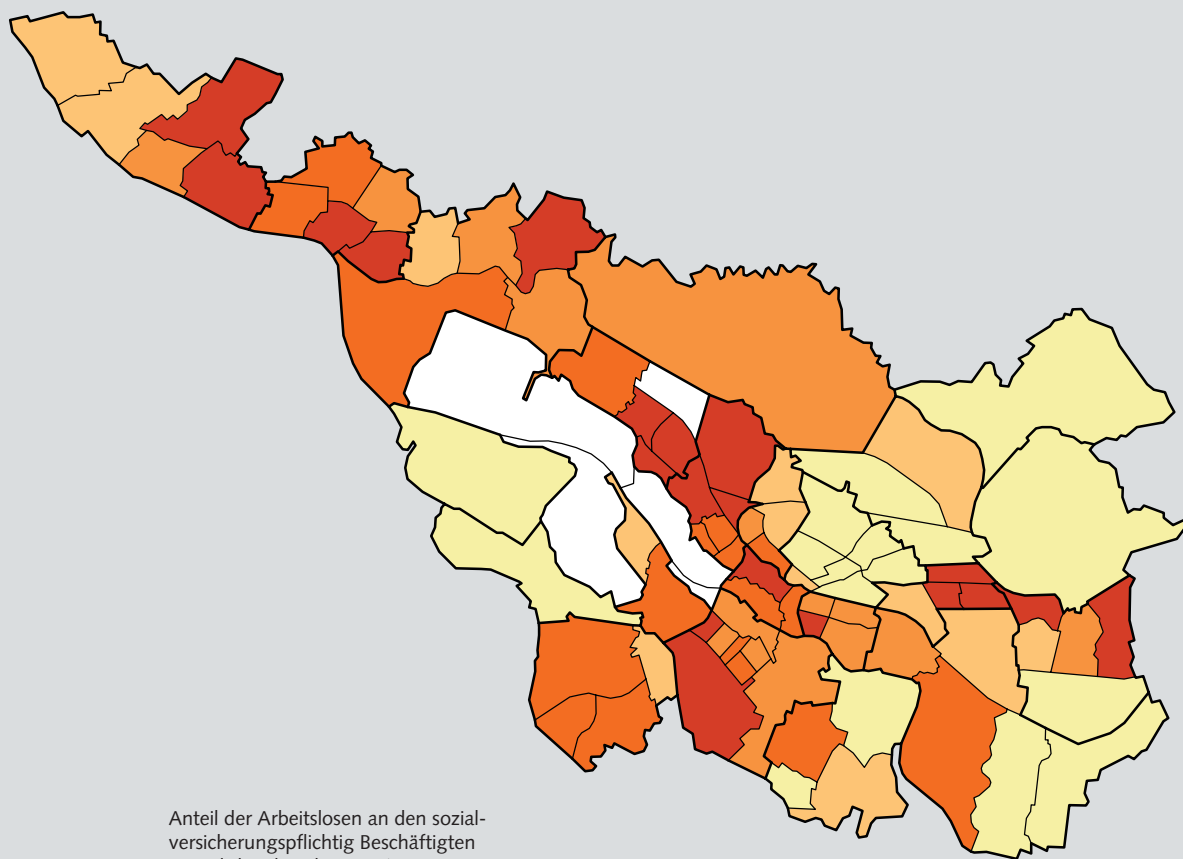 Anteil der Arbeitslosen an den sozial-
versicherungspflichtig Beschäftigten